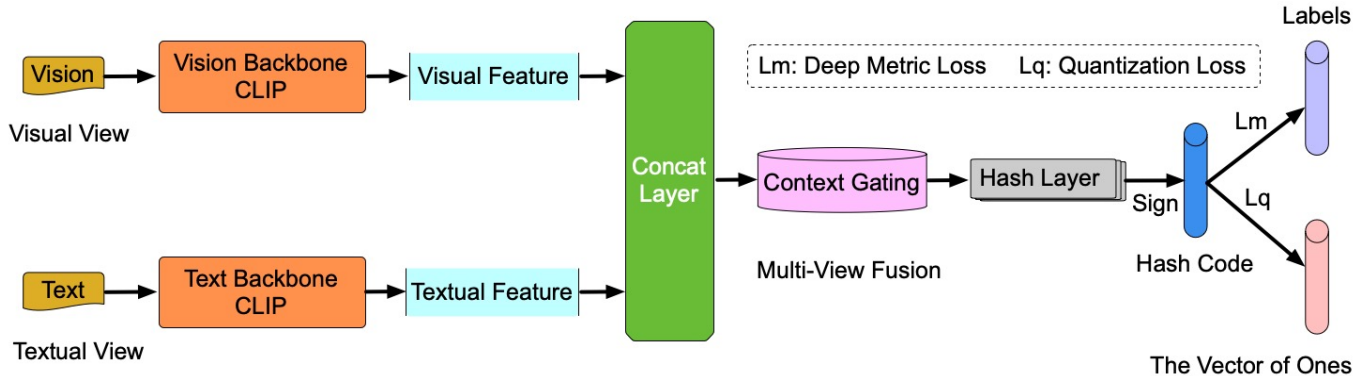 Labels
Lm: Deep Metric Loss Lq: Quantization Loss
Vision
Vision Backbone
CLIP
Visual Feature
Visual View
Concat
Layer
Context Gating
Hash Layer
Sign
Lm
Lq
Multi-View Fusion
Hash Code
Text
Text Backbone
CLIP
Textual Feature
Textual View
The Vector of Ones